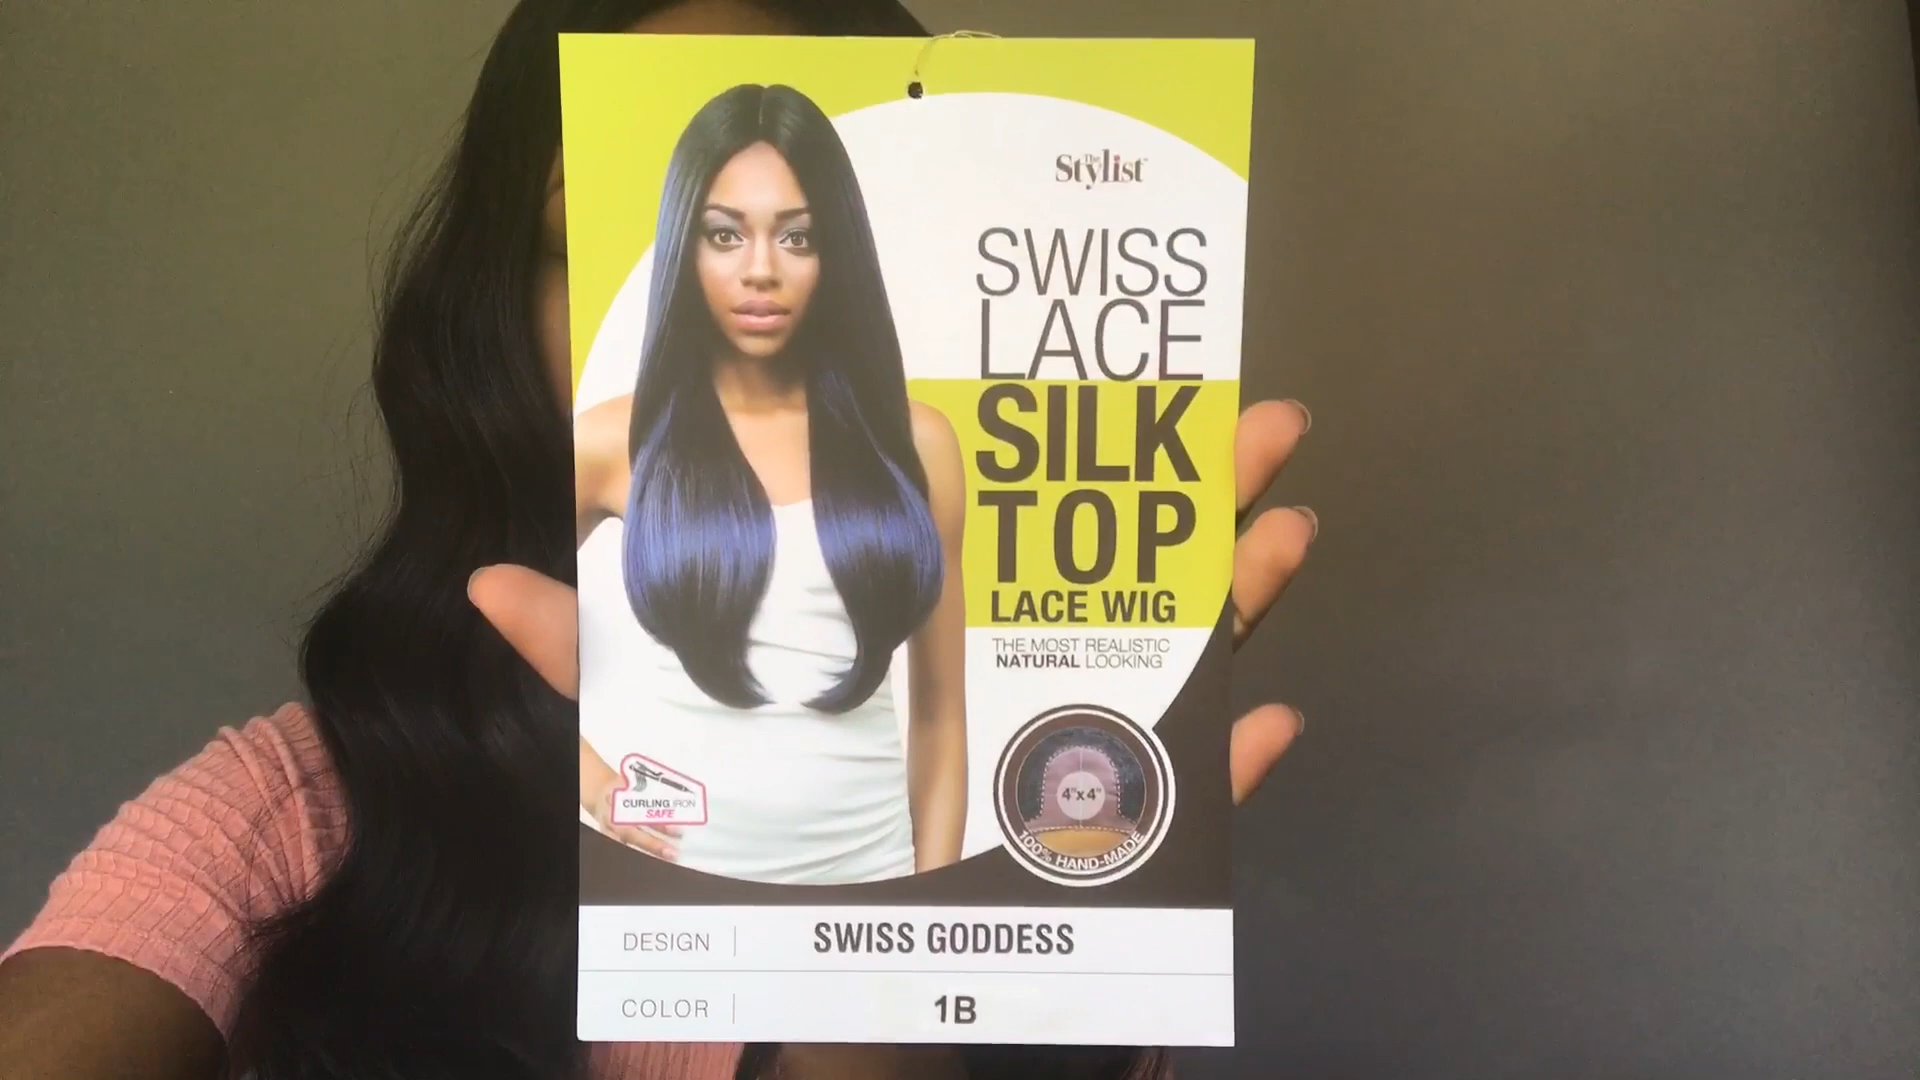 The Stylist™
SWISS
LACE
SILK
TOP
LACE WIG
THE MOST REALISTIC
NATURAL LOOKING
4"x4"
100% HAND-MADE
CURLING IRON
SAFE
DESIGN SWISS GODDESS
COLOR 1B